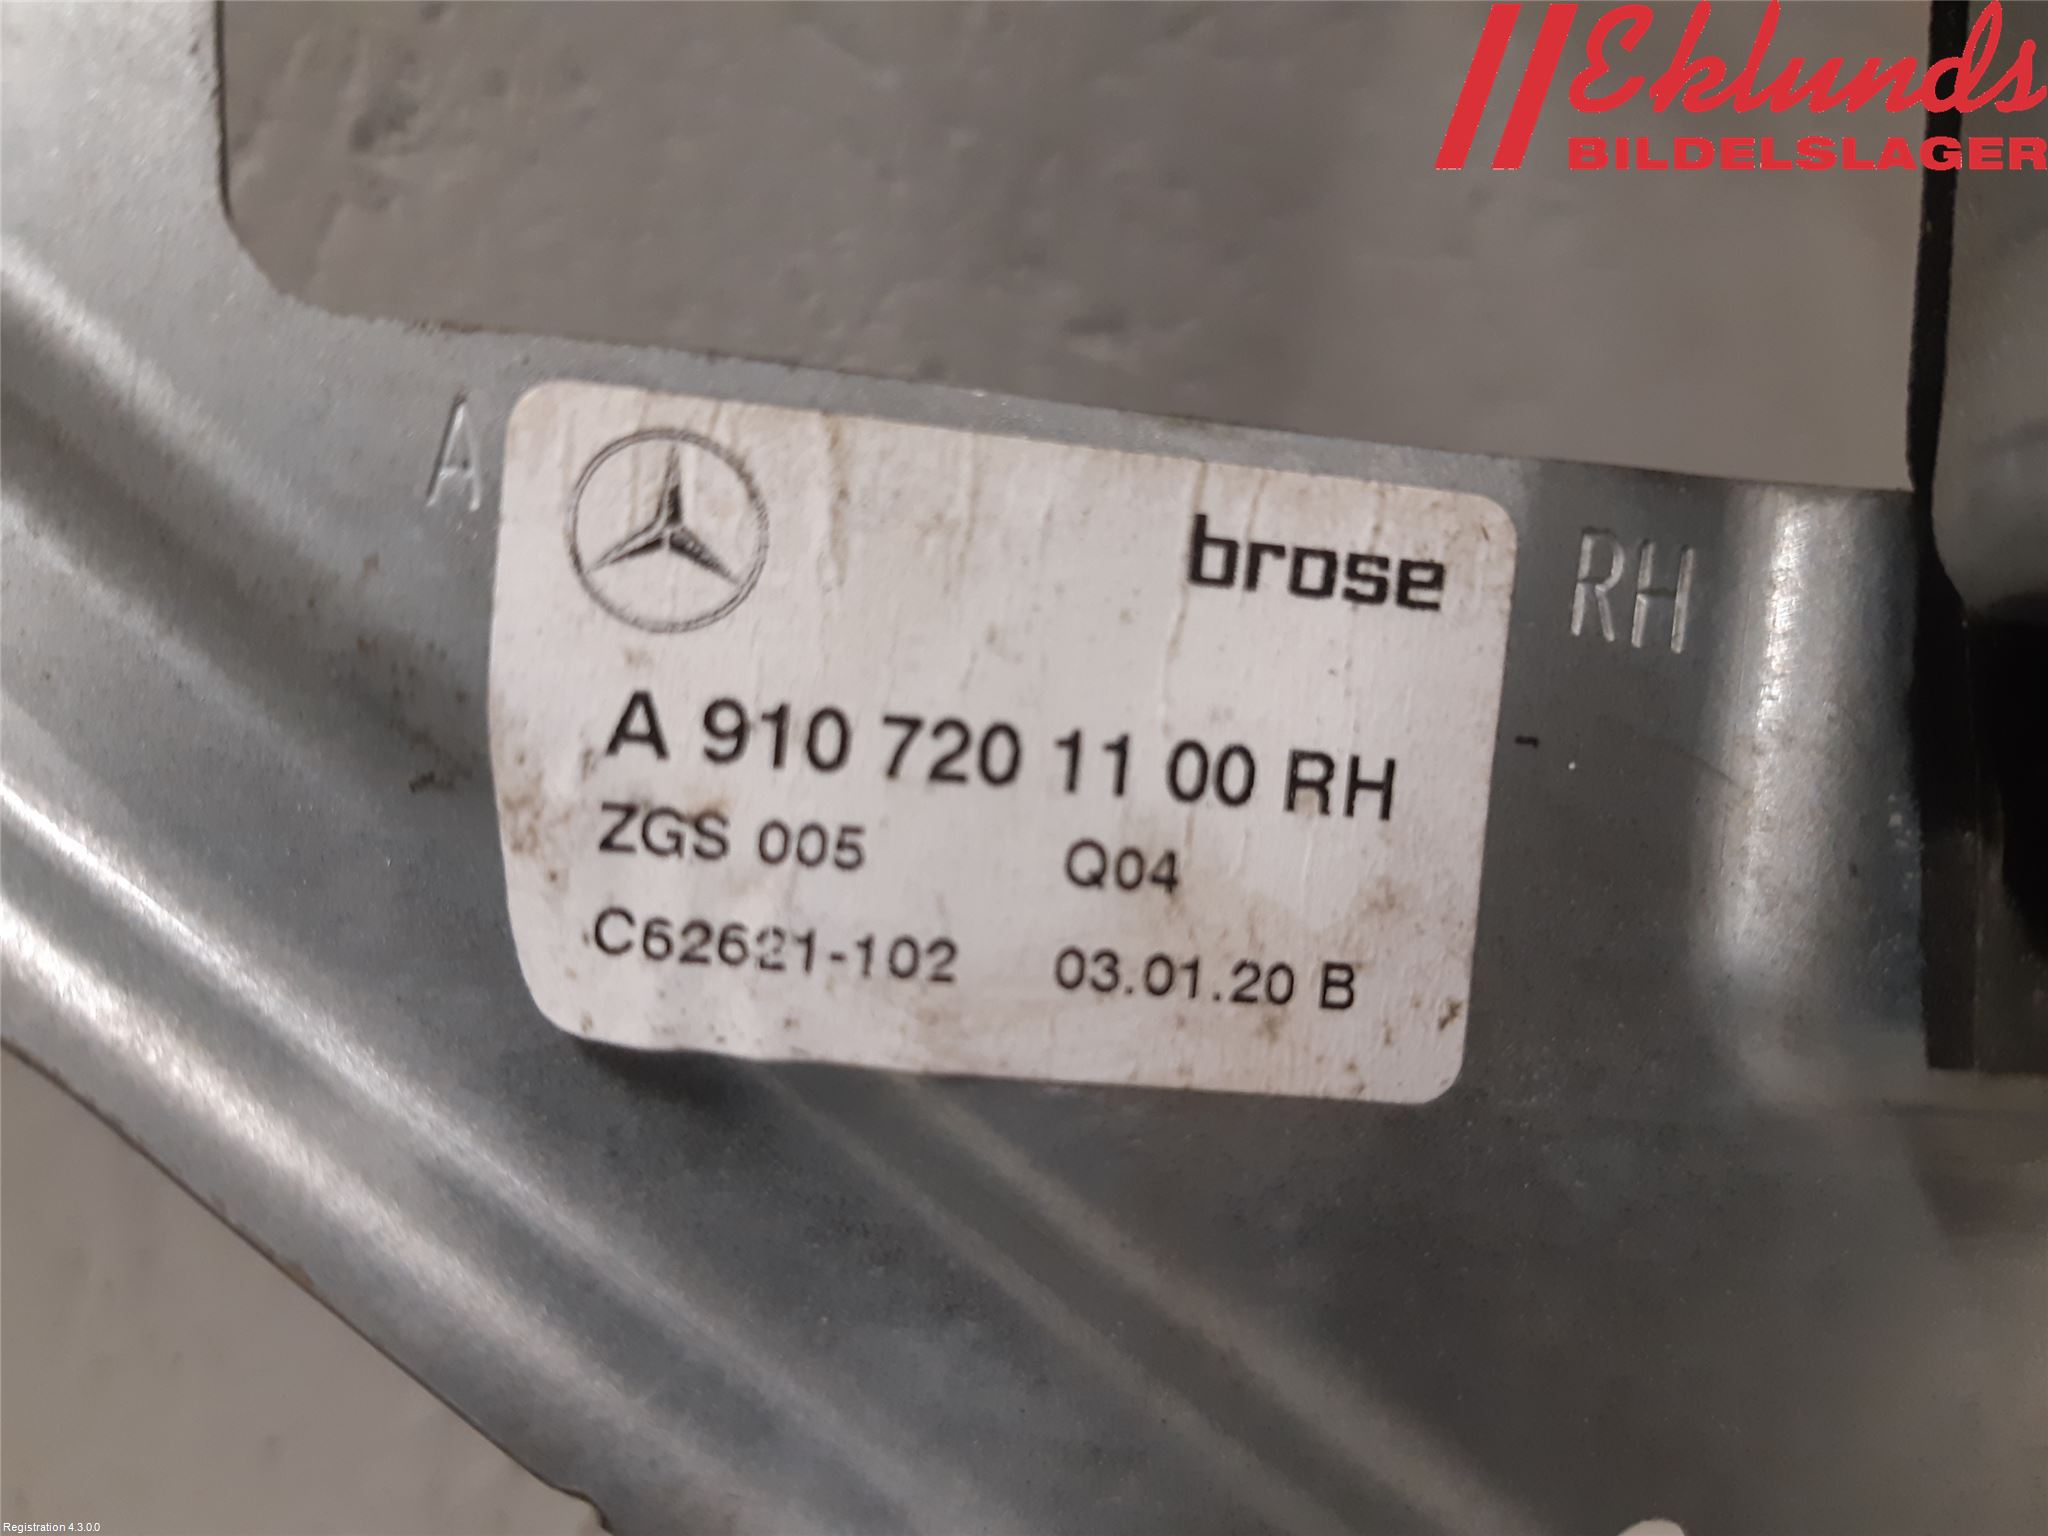 Eklunds
BILDELSLAGER
A
brose
RH
A 910 720 11 00 RH
ZGS 005 Q04
C62621-102 03.01.20 B
Registration 4.3.0.0